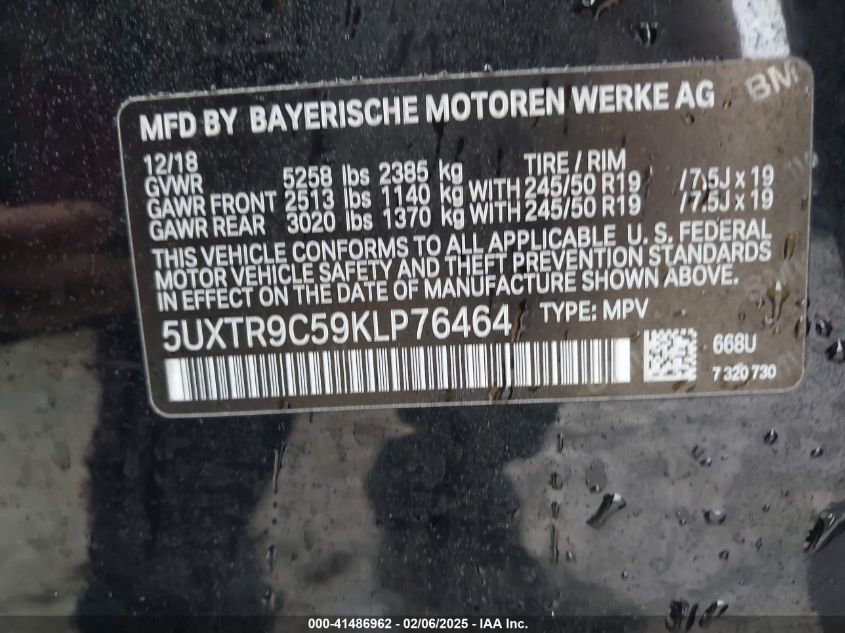 MFD BY BAYERISCHE MOTOREN WERKE AG
12/18 TIRE / RIM
GVWR 5258 lbs 2385 kg
GAWR FRONT 2513 lbs 1140 kg WITH 245/50 R19 /7.5J x 19
GAWR REAR 3020 lbs 1370 kg WITH 245/50 R19 /7.5J x 19
THIS VEHICLE CONFORMS TO ALL APPLICABLE U. S. FEDERAL
MOTOR VEHICLE SAFETY AND THEFT PREVENTION STANDARDS
IN EFFECT ON THE DATE OF MANUFACTURE SHOWN ABOVE.
5UXTR9C59KLP76464 TYPE: MPV
668U
7 320 730
000-41486962 - 02/06/2025 - IAA Inc.